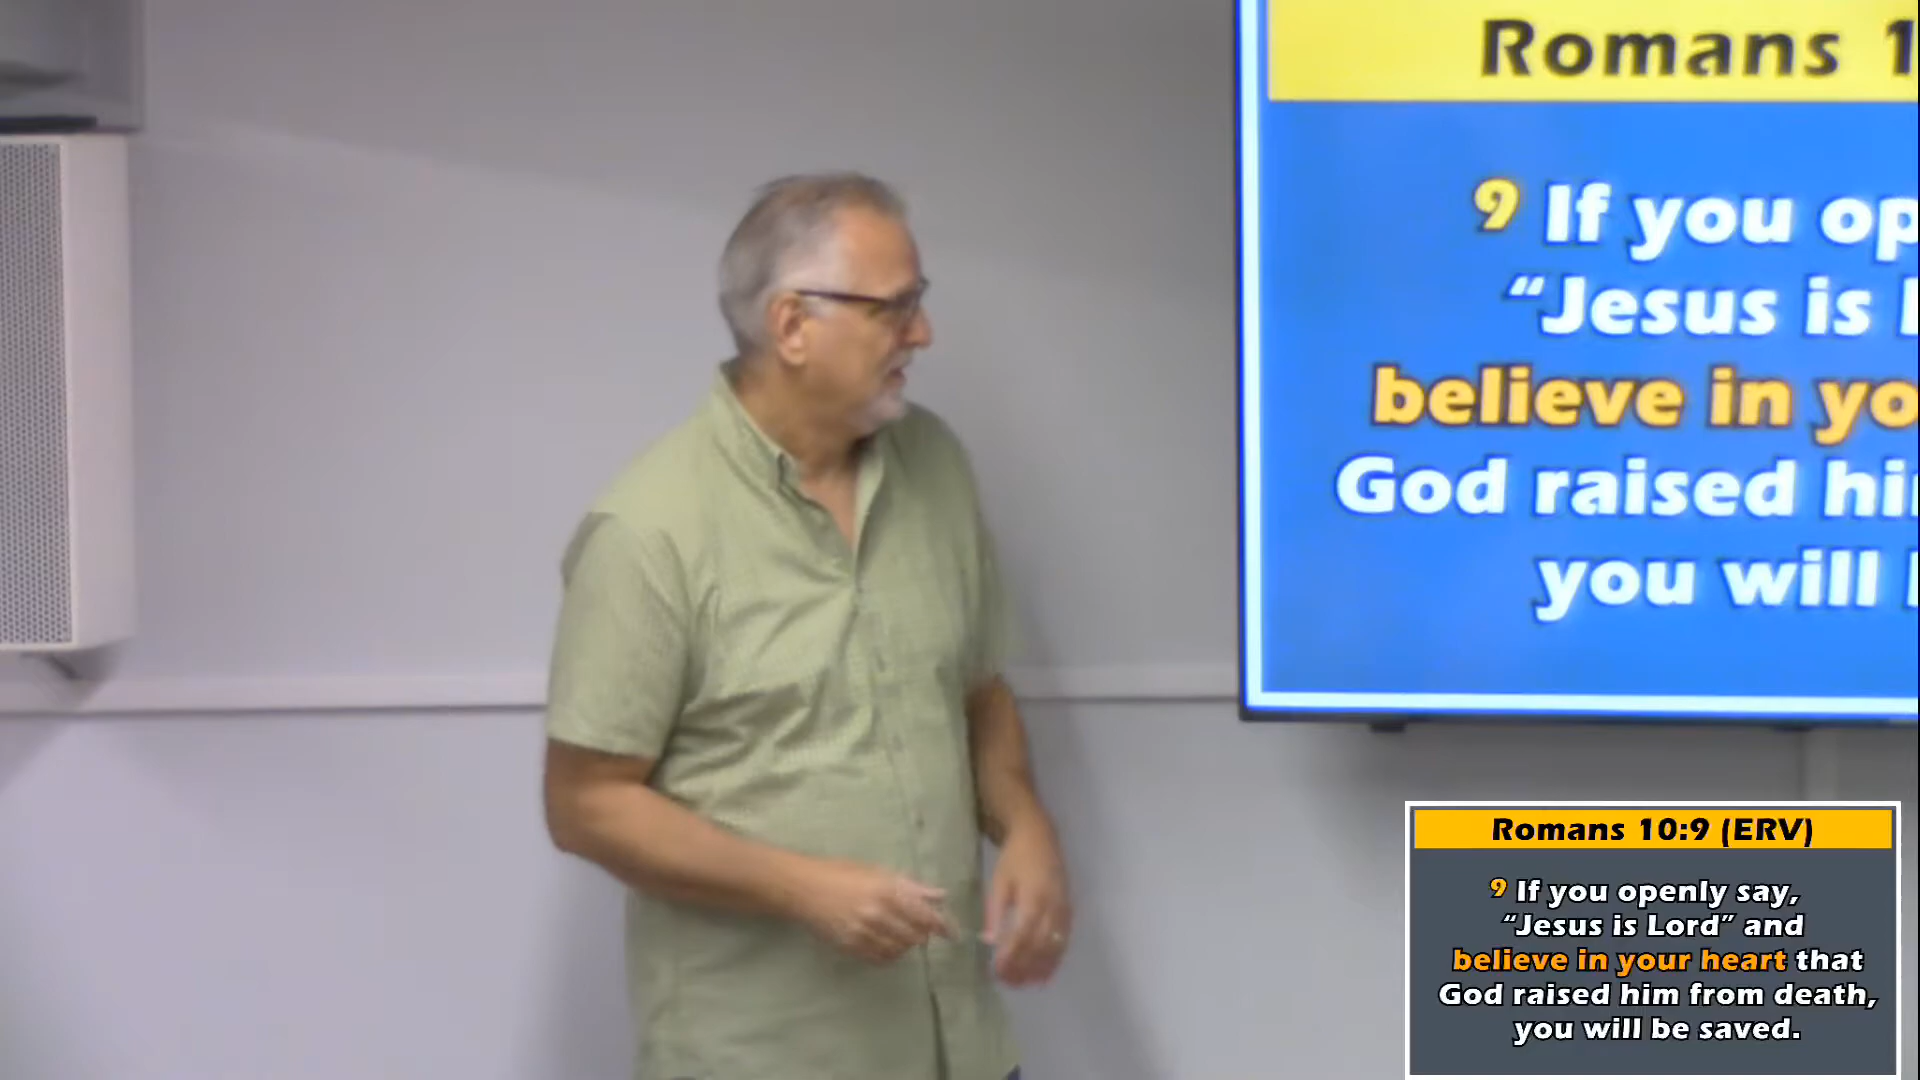 Romans 1
9 If you op
“Jesus is
believe in yo
God raised hi
you will
Romans 10:9 (ERV)
9 If you openly say,
“Jesus is Lord” and
believe in your heart that
God raised him from death,
you will be saved.